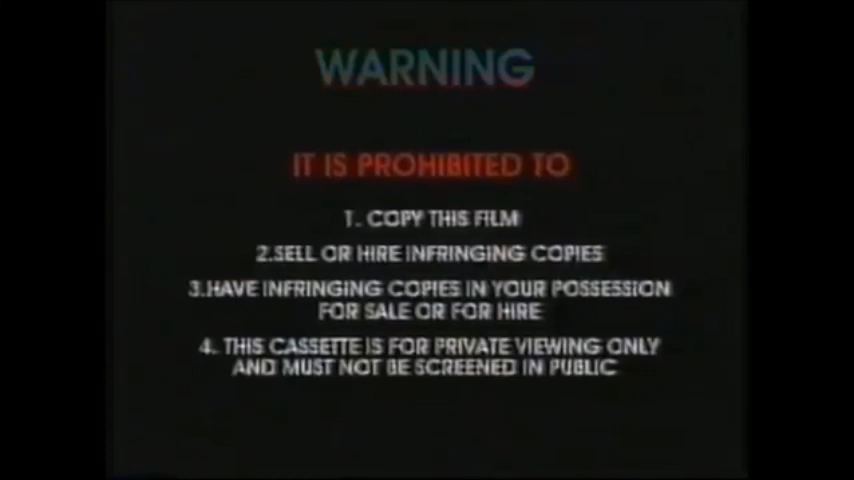 WARNING
IT IS PROHIBITED TO
1. COPY THIS FILM
2.SELL OR HIRE INFRINGING COPIES
3.HAVE INFRINGING COPIES IN YOUR POSSESSION
FOR SALE OR FOR HIRE
4. THIS CASSETTE IS FOR PRIVATE VIEWING ONLY
AND MUST NOT BE SCREENED IN PUBLIC